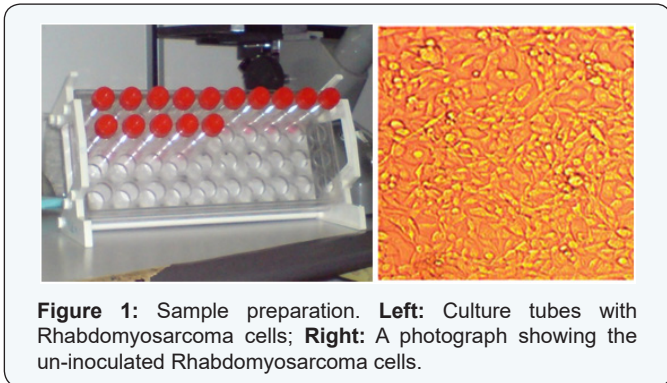 Figure 1: Sample preparation. Left: Culture tubes with
Rhabdomyosarcoma cells; Right: A photograph showing the
un-inoculated Rhabdomyosarcoma cells.